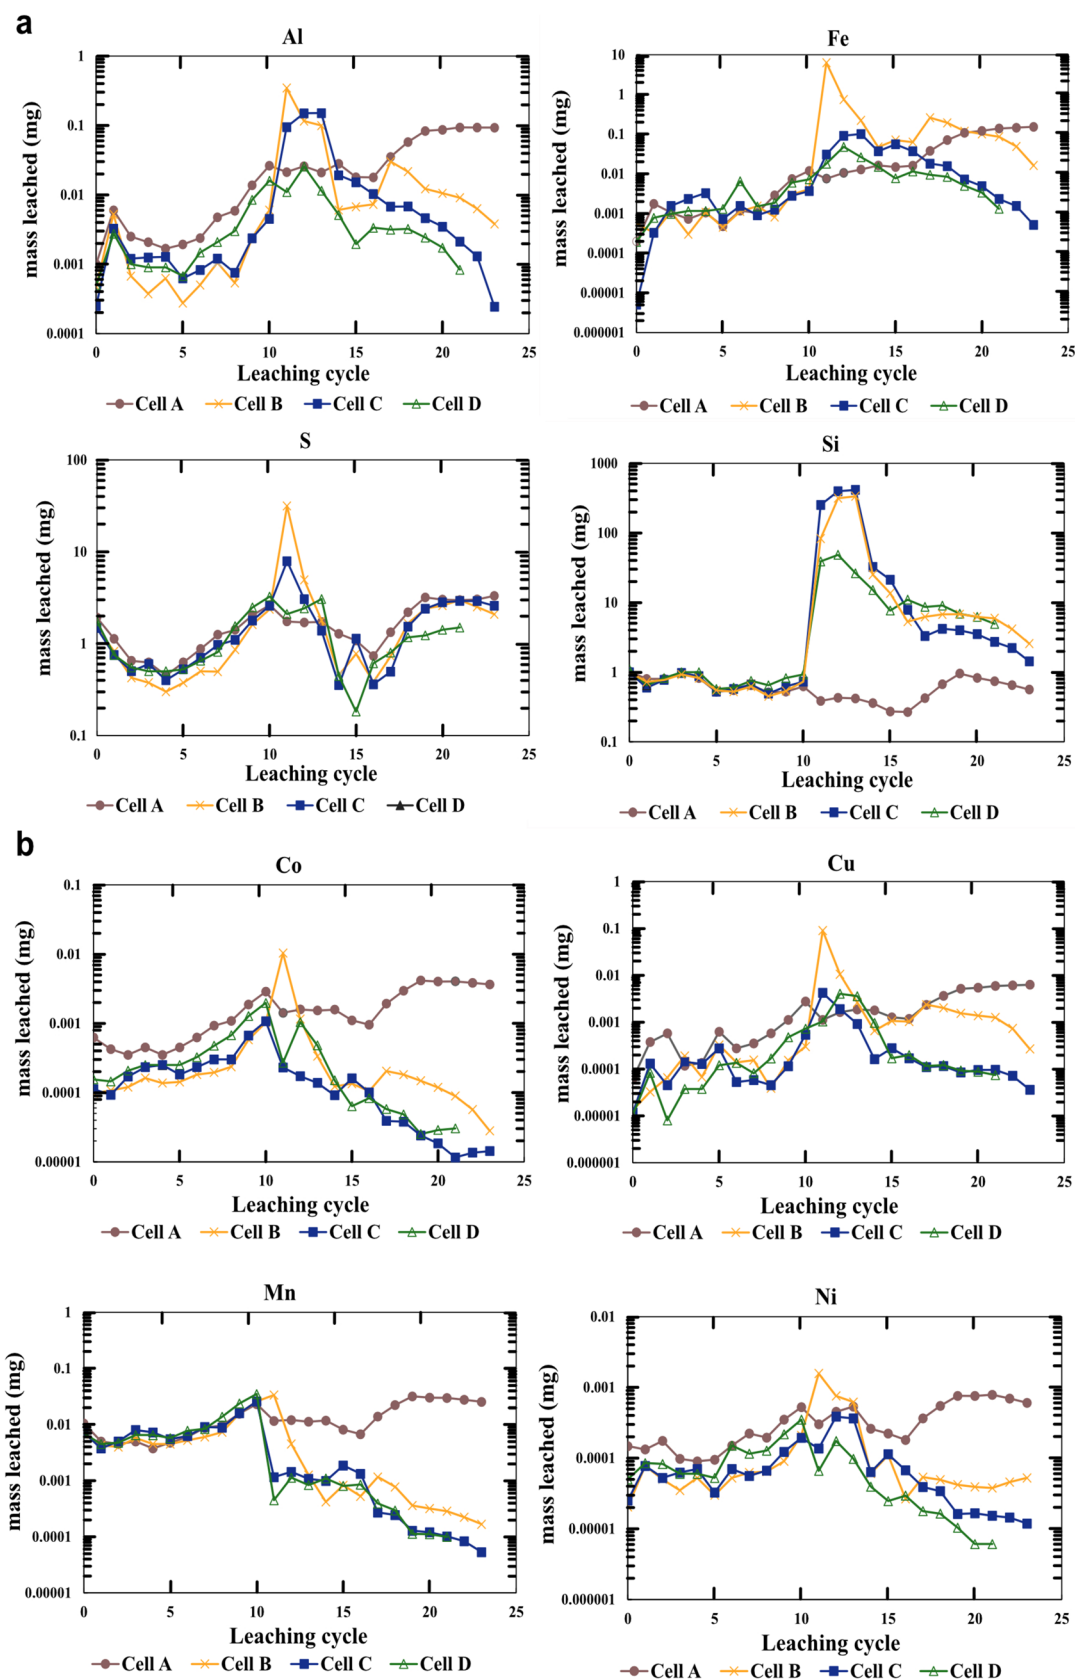 a
Al
1
0.1
0.01
0.001
0.0001
mass leached (mg)
0 5 10 15 20 25
Leaching cycle
Cell A Cell B Cell C Cell D
Fe
10
1
0.1
0.01
0.001
0.0001
0.00001
0.000001
mass leached (mg)
0 5 10 15 20 25
Leaching cycle
Cell A Cell B Cell C Cell D
S
100
10
1
0.1
mass leached (mg)
0 5 10 15 20 25
Leaching cycle
Cell A Cell B Cell C Cell D
Si
1000
100
10
1
0.1
mass leached (mg)
0 5 10 15 20 25
Leaching cycle
Cell A Cell B Cell C Cell D
b
Co
0.1
0.01
0.001
0.0001
0.00001
mass leached (mg)
0 5 10 15 20 25
Leaching cycle
Cell A Cell B Cell C Cell D
Cu
1
0.1
0.01
0.001
0.0001
0.00001
0.000001
mass leached (mg)
0 5 10 15 20 25
Leaching cycle
Cell A Cell B Cell C Cell D
Mn
1
0.1
0.01
0.001
0.0001
0.00001
mass leached (mg)
0 5 10 15 20 25
Leaching cycle
Cell A Cell B Cell C Cell D
Ni
0.01
0.001
0.0001
0.00001
0.000001
mass leached (mg)
0 5 10 15 20 25
Leaching cycle
Cell A Cell B Cell C Cell D